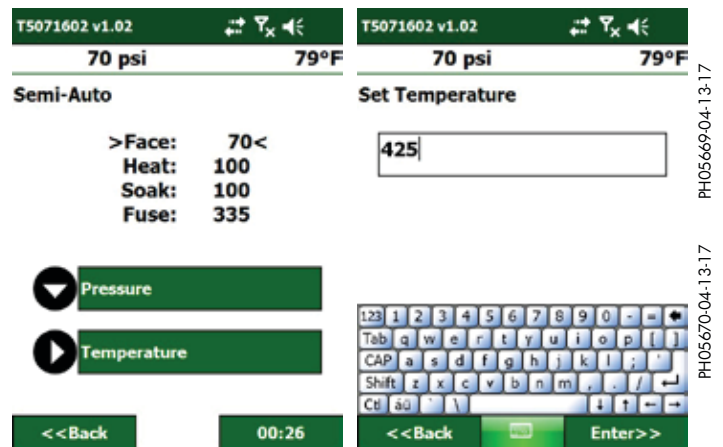 T5071602 v1.02
70 psi 79°F
Semi-Auto
>Face: 70<
Heat: 100
Soak: 100
Fuse: 335
Pressure
Temperature
<<Back 00:26
T5071602 v1.02
70 psi 79°F
Set Temperature
425
123 1 2 3 4 5 6 7 8 9 0 - =
Tab q w e r t y u i o p [ ]
CAP a s d f g h j k l ; '
Shift z x c v b n m , . /
Ctl áü ` \
<<Back Enter>>
PH05669-04-13-17
PH05670-04-13-17